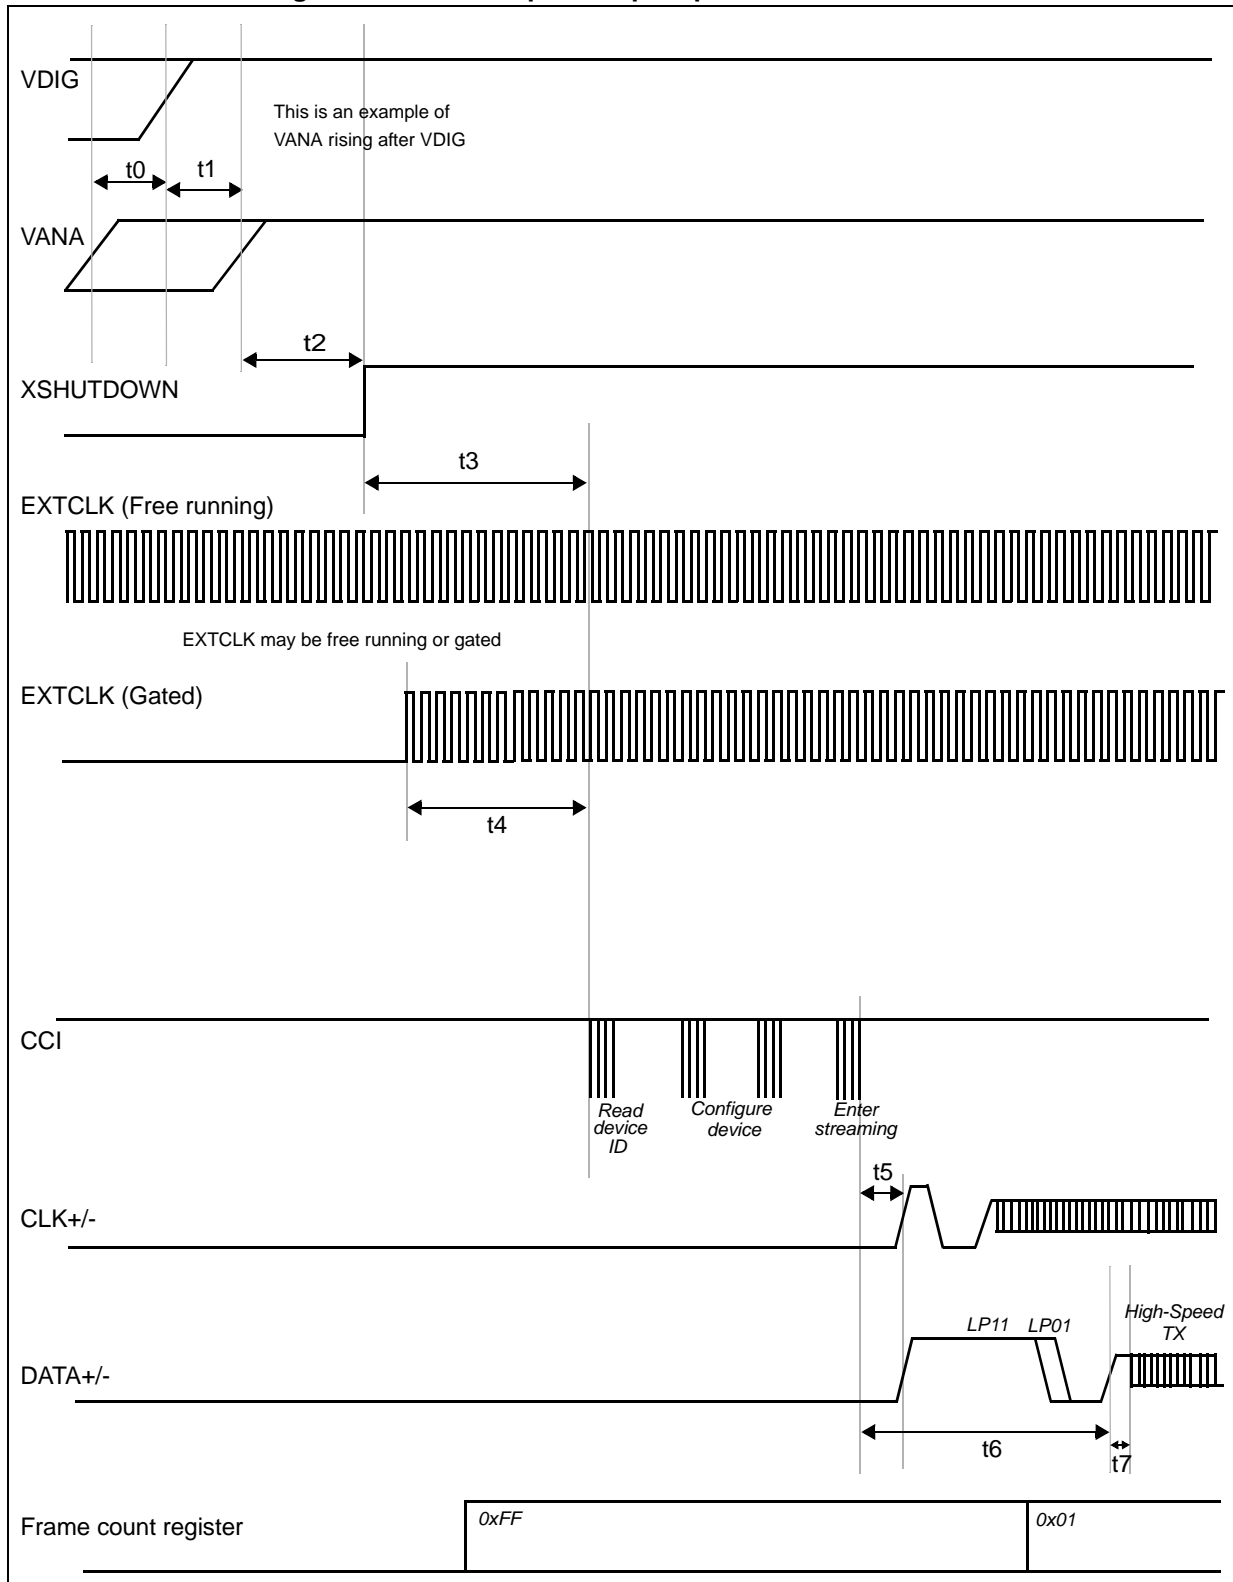 VDIG
This is an example of
VANA rising after VDIG
t0
t1
VANA
t2
XSHUTDOWN
t3
EXTCLK (Free running)
EXTCLK may be free running or gated
EXTCLK (Gated)
t4
CCI
Read
device
ID
Configure
device
Enter
streaming
t5
CLK+/-
High-Speed
TX
LP11
LP01
DATA+/-
t6
t7
Frame count register
0xFF
0x01